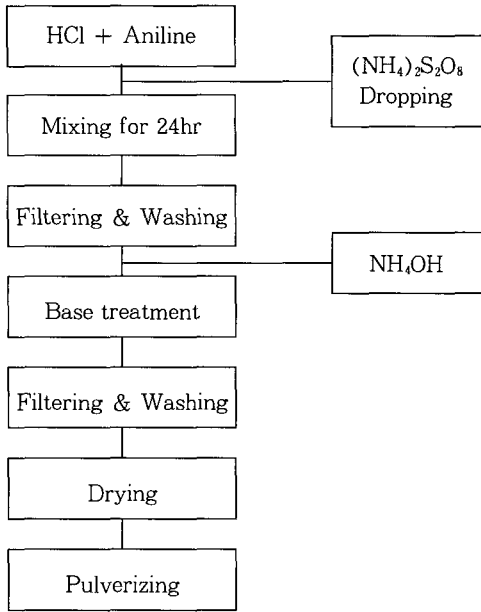 HCl + Aniline
(NH₄)₂S₂O₈
Dropping
Mixing for 24hr
Filtering & Washing
NH₄OH
Base treatment
Filtering & Washing
Drying
Pulverizing